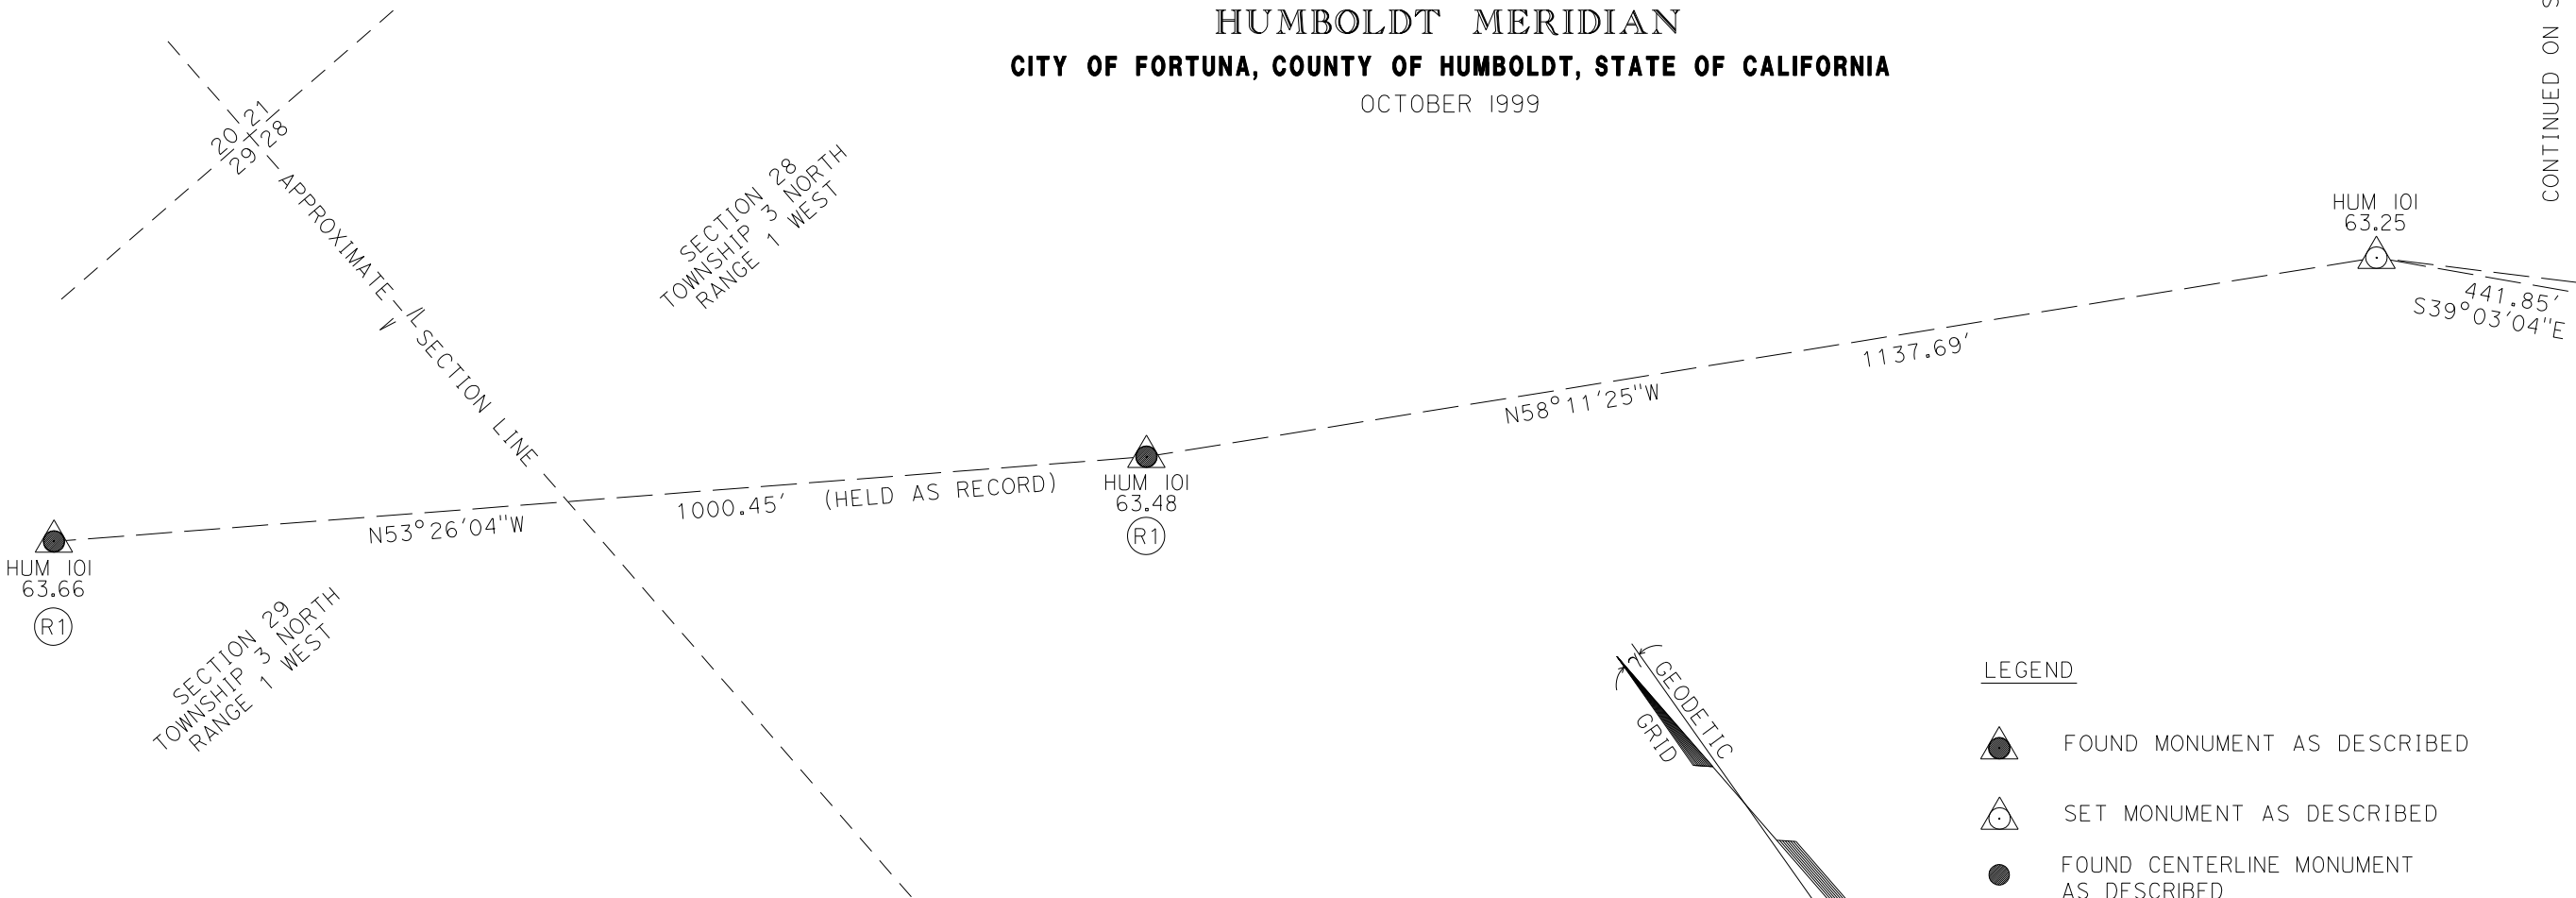 HUMBOLDT MERIDIAN
CITY OF FORTUNA, COUNTY OF HUMBOLDT, STATE OF CALIFORNIA
OCTOBER 1999
CONTINUED ON S
20 21
29 28
APPROXIMATE
SECTION LINE
SECTION 28
TOWNSHIP 3 NORTH
RANGE 1 WEST
HUM 101
63.25
441.85'
S39°03'04"E
1137.69'
N58°11'25"W
HUM 101
63.48
R1
1000.45' (HELD AS RECORD)
N53°26'04"W
HUM 101
63.66
R1
SECTION 29
TOWNSHIP 3 NORTH
RANGE 1 WEST
GEODETIC
GRID
LEGEND
FOUND MONUMENT AS DESCRIBED
SET MONUMENT AS DESCRIBED
FOUND CENTERLINE MONUMENT
AS DESCRIBED